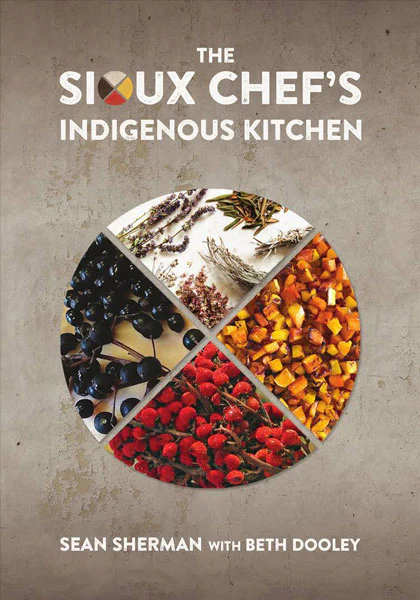 THE
SIOUX CHEF'S
INDIGENOUS KITCHEN
SEAN SHERMAN WITH BETH DOOLEY